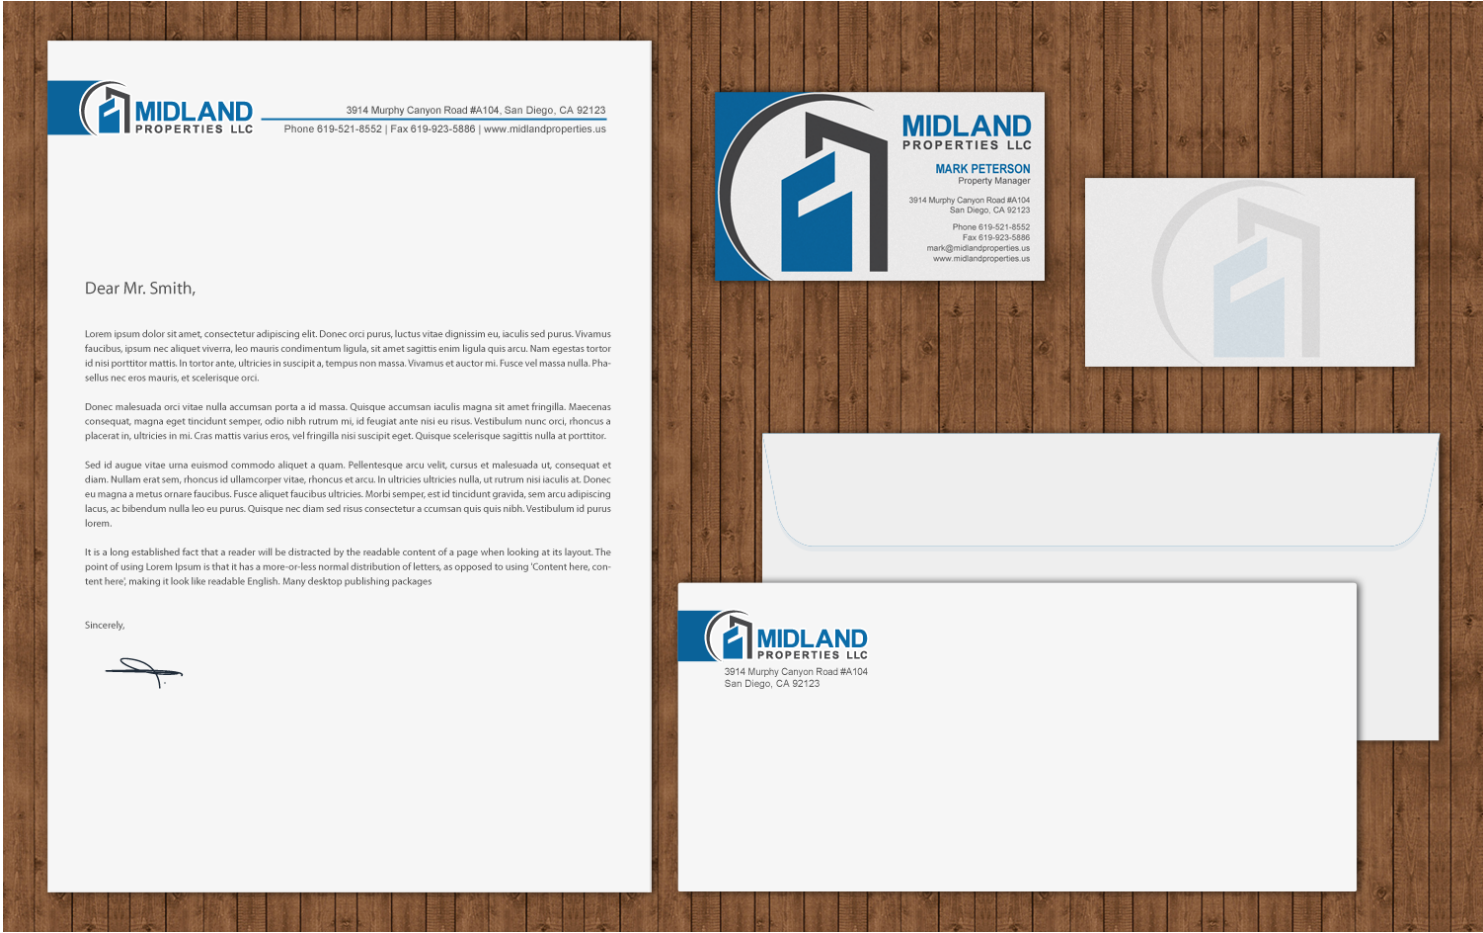 MIDLAND
PROPERTIES LLC
3914 Murphy Canyon Road #A104, San Diego, CA 92123
Phone 619-521-8552 | Fax 619-923-5886 | www.midlandproperties.us
Dear Mr. Smith,
Lorem ipsum dolor sit amet, consectetur adipiscing elit. Donec orci purus, luctus vitae dignissim eu, iaculis sed purus. Vivamus
faucibus, ipsum nec aliquet viverra, leo mauris condimentum ligula, sit amet sagittis enim ligula quis arcu. Nam egestas tortor
id nisi porttitor mattis. In tortor ante, ultricies in suscipit a, tempus non massa. Vivamus et auctor mi. Fusce vel massa nulla. Pha-
sellus nec eros mauris, et scelerisque orci.
Donec malesuada orci vitae nulla accumsan porta a id massa. Quisque accumsan iaculis magna sit amet fringilla. Maecenas
consequat, magna eget tincidunt semper, odio nibh rutrum mi, id feugiat ante nisi eu risus. Vestibulum nunc orci, rhoncus a
placerat in, ultricies in mi. Cras mattis varius eros, vel fringilla nisi suscipit eget. Quisque scelerisque sagittis nulla at porttitor.
Sed id augue vitae urna euismod commodo aliquet a quam. Pellentesque arcu velit, cursus et malesuada ut, consequat et
diam. Nullam erat sem, rhoncus id ullamcorper vitae, rhoncus et arcu. In ultricies ultricies nulla, ut rutrum nisi iaculis at. Donec
eu magna a metus ornare faucibus. Fusce aliquet faucibus ultricies. Morbi semper, est id tincidunt gravida, sem arcu adipiscing
lacus, ac bibendum nulla leo eu purus. Quisque nec diam sed risus consectetur a ccumsan quis quis nibh. Vestibulum id purus
lorem.
It is a long established fact that a reader will be distracted by the readable content of a page when looking at its layout. The
point of using Lorem Ipsum is that it has a more-or-less normal distribution of letters, as opposed to using 'Content here, con-
tent here', making it look like readable English. Many desktop publishing packages
Sincerely,
MIDLAND
PROPERTIES LLC
MARK PETERSON
Property Manager
3914 Murphy Canyon Road #A104
San Diego, CA 92123
Phone 619-521-8552
Fax 619-923-5886
mark@midlandproperties.us
www.midlandproperties.us
MIDLAND
PROPERTIES LLC
3914 Murphy Canyon Road #A104
San Diego, CA 92123